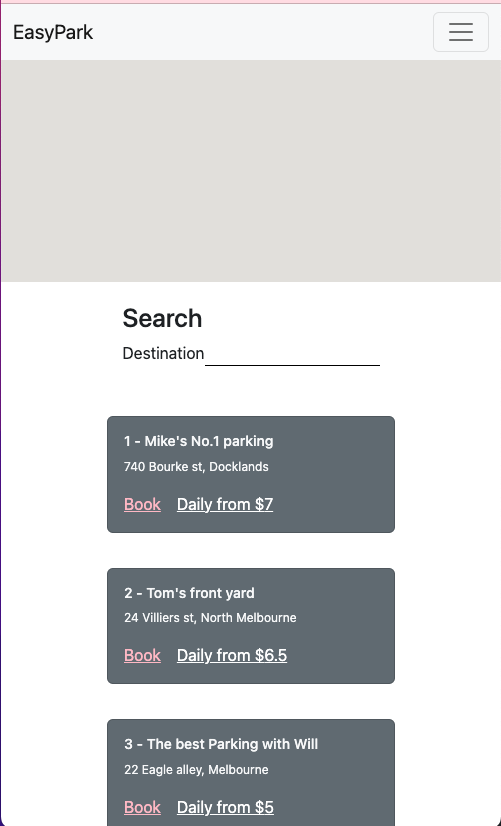 EasyPark
Search
Destination
1 - Mike's No.1 parking
740 Bourke st, Docklands
Book Daily from $7
2 - Tom's front yard
24 Villiers st, North Melbourne
Book Daily from $6.5
3 - The best Parking with Will
22 Eagle alley, Melbourne
Book Daily from $5